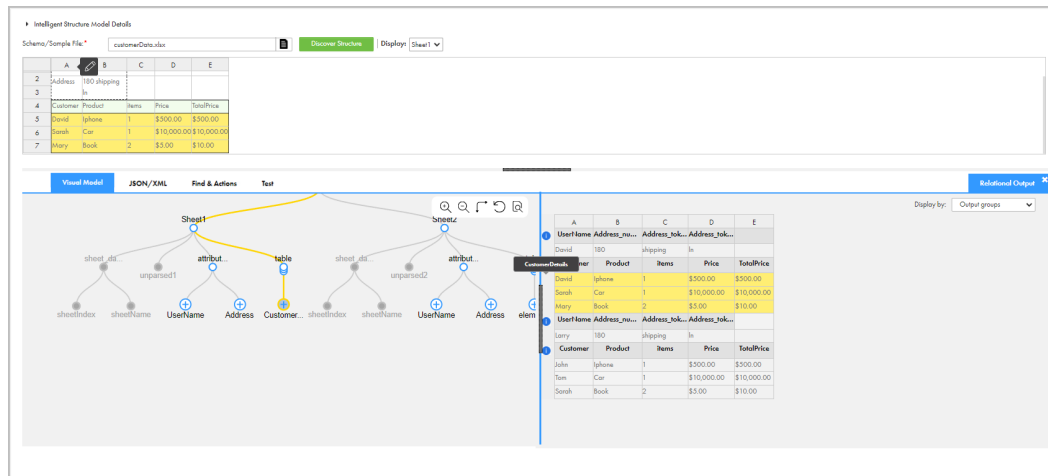 Intelligent Structure Model Details
Schema/Sample File:* customerData.xlsx Discover Structure Display: Sheet1
A B C D E
2 Address 180 shipping
3 ln
4 Customer Product items Price TotalPrice
5 David Iphone 1 $500.00 $500.00
6 Sarah Car 1 $10,000.00 $10,000.00
7 Mary Book 2 $5.00 $10.00
Visual Model JSON/XML Find & Actions Test Relational Output
Display by: Output groups
Sheet1 Sheet2
sheet_da... attribut... table sheet_da... attribut...
unparsed1 unparsed2
sheetIndex sheetName UserName Address Customer... sheetIndex sheetName UserName Address elem
A B C D E
UserName Address_nu... Address_tok... Address_tok...
David 180 shipping ln
CustomerDetails
mer Product items Price TotalPrice
David Iphone 1 $500.00 $500.00
Sarah Car 1 $10,000.00 $10,000.00
Mary Book 2 $5.00 $10.00
UserName Address_nu... Address_tok... Address_tok...
Larry 180 shipping ln
Customer Product items Price TotalPrice
John Iphone 1 $500.00 $500.00
Tom Car 1 $10,000.00 $10,000.00
Sarah Book 2 $5.00 $10.00